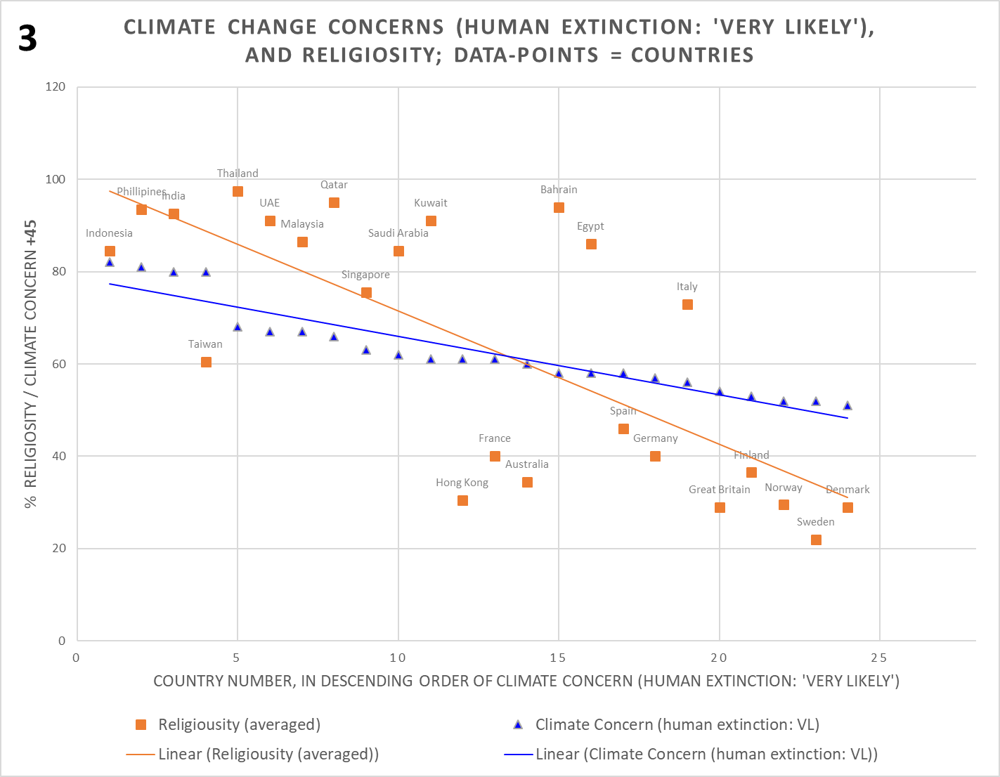 3
CLIMATE CHANGE CONCERNS (HUMAN EXTINCTION: 'VERY LIKELY'),
AND RELIGIOSITY; DATA-POINTS = COUNTRIES
% RELIGIOSITY / CLIMATE CONCERN +45
120
100
80
60
40
20
0
Thailand
Qatar
Bahrain
Phillipines
India
UAE
Kuwait
Malaysia
Egypt
Indonesia
Saudi Arabia
Singapore
Italy
Taiwan
Spain
France
Germany
Finland
Australia
Hong Kong
Great Britain
Norway
Denmark
Sweden
0 5 10 15 20 25
COUNTRY NUMBER, IN DESCENDING ORDER OF CLIMATE CONCERN (HUMAN EXTINCTION: 'VERY LIKELY')
Religiousity (averaged)
Climate Concern (human extinction: VL)
Linear (Religiousity (averaged))
Linear (Climate Concern (human extinction: VL))